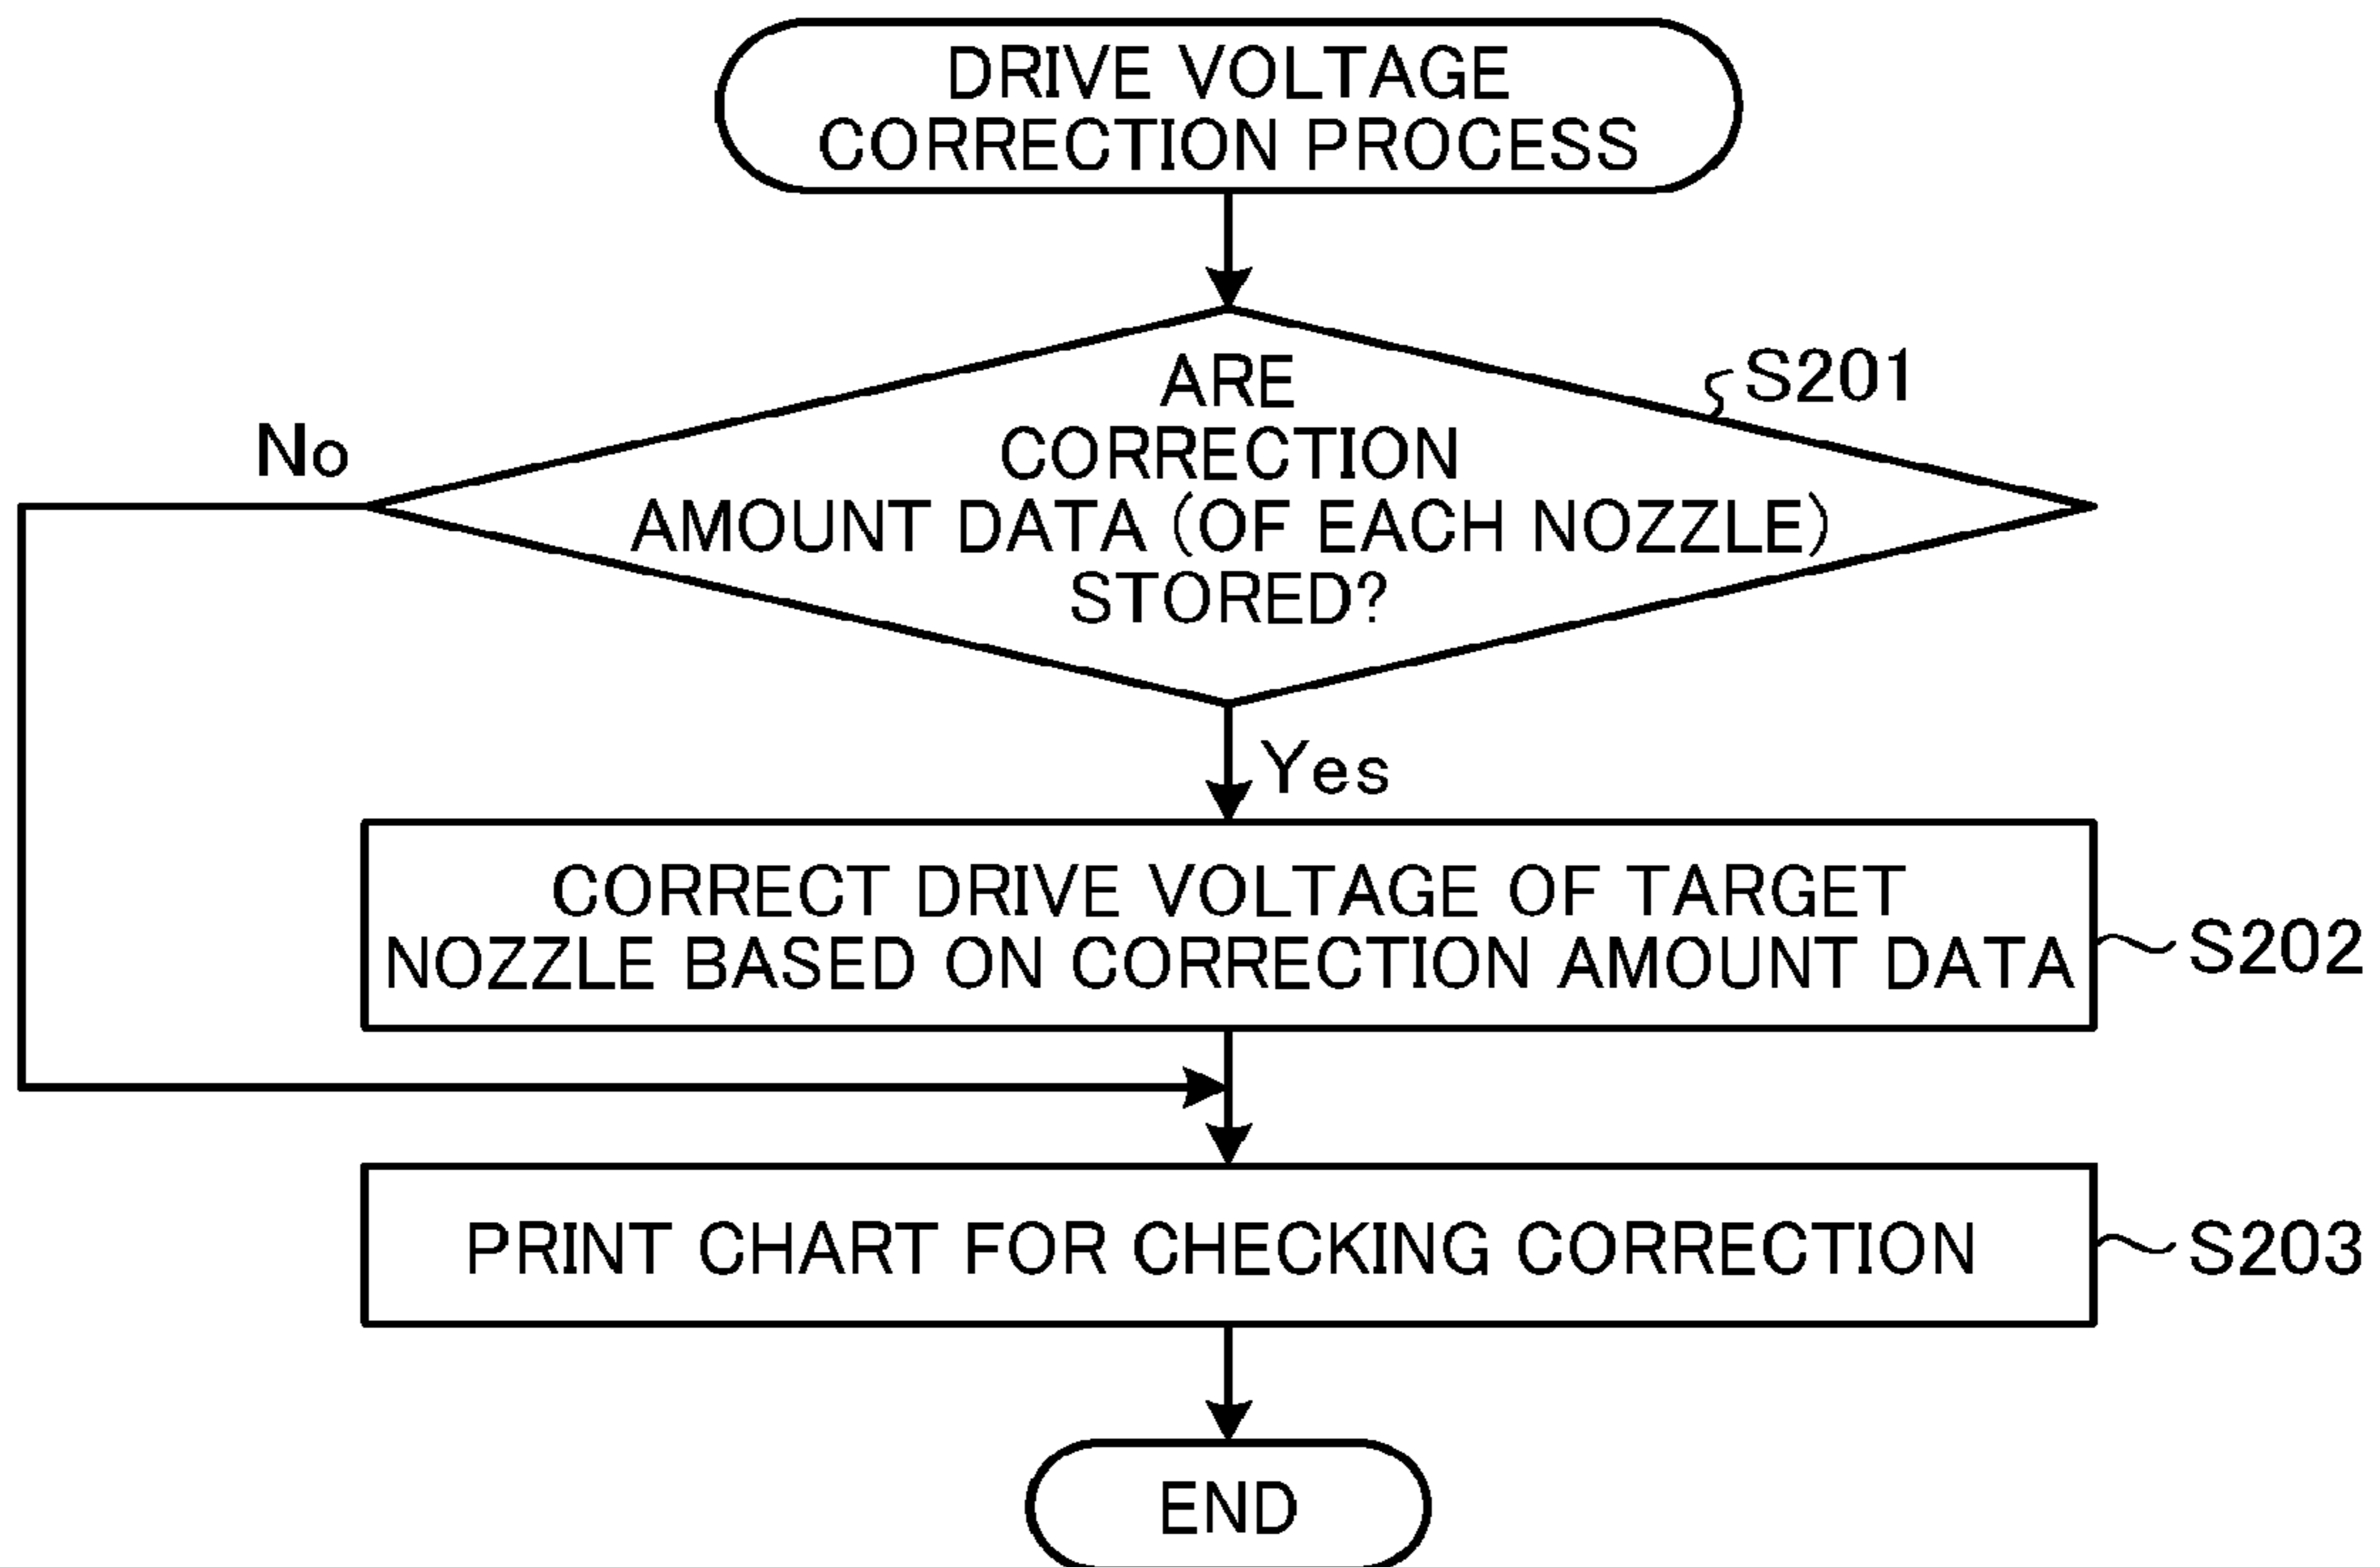 DRIVE VOLTAGE
CORRECTION PROCESS
ARE
CORRECTION
AMOUNT DATA (OF EACH NOZZLE)
STORED?
S201
No
Yes
CORRECT DRIVE VOLTAGE OF TARGET
NOZZLE BASED ON CORRECTION AMOUNT DATA
S202
PRINT CHART FOR CHECKING CORRECTION
S203
END